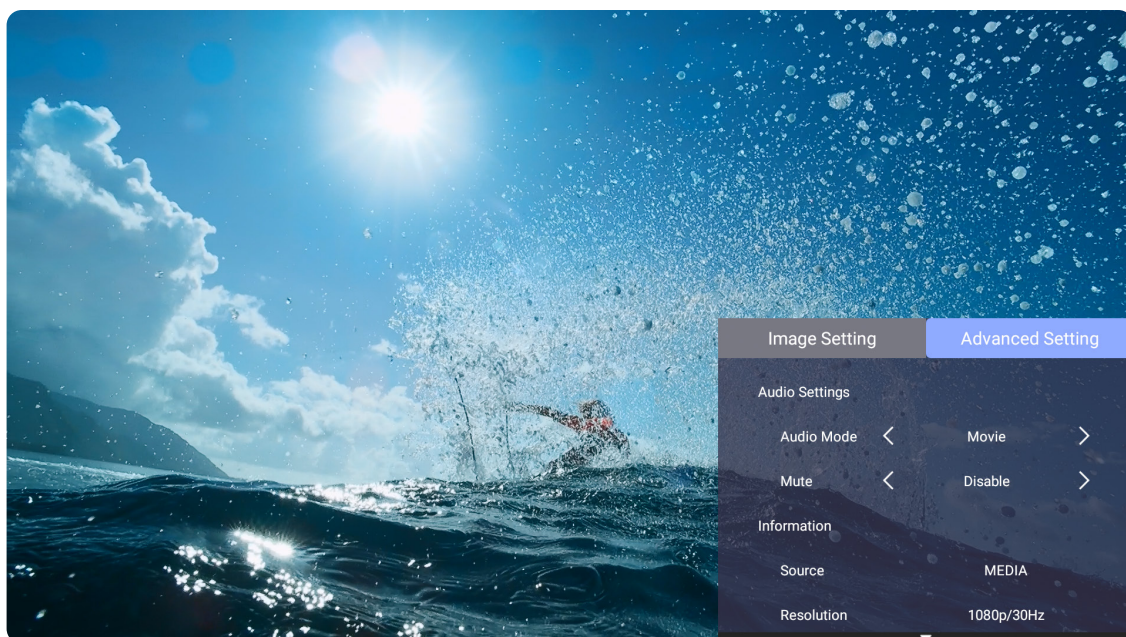 Image Setting Advanced Setting
Audio Settings
Audio Mode Movie
Mute Disable
Information
Source MEDIA
Resolution 1080p/30Hz